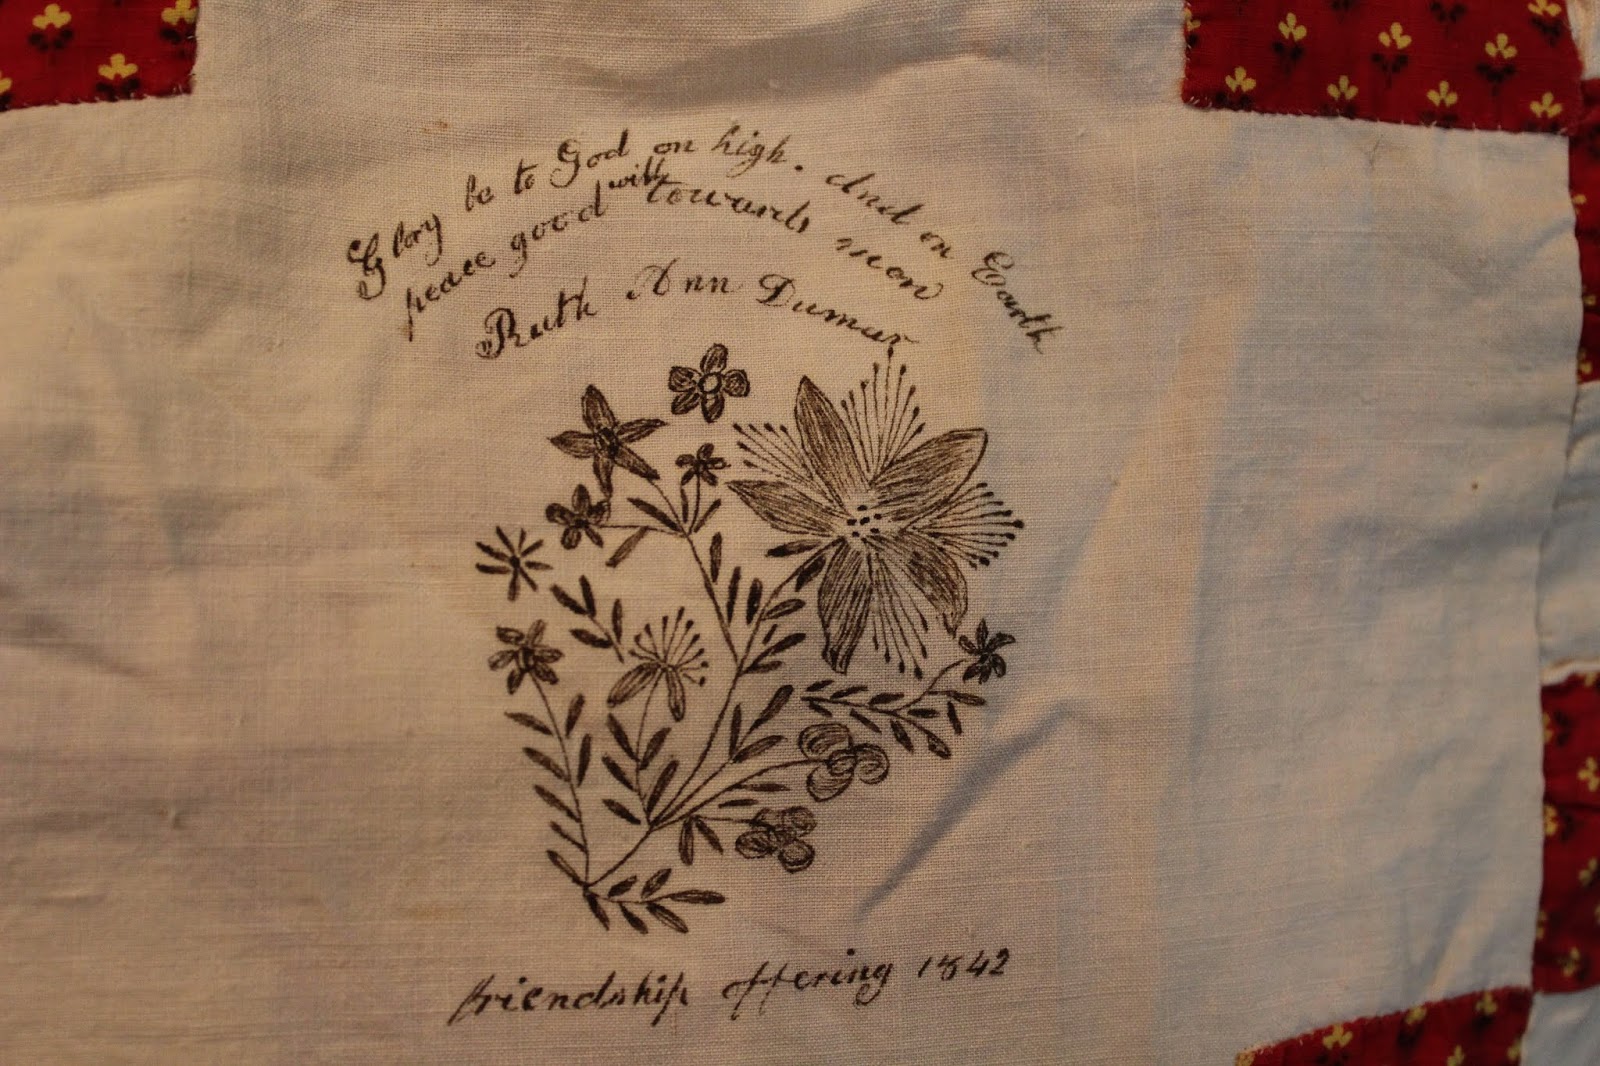 Glory be to God on high. And on Earth
peace good will towards men
Ruth Ann Dumur
friendship offering 1842